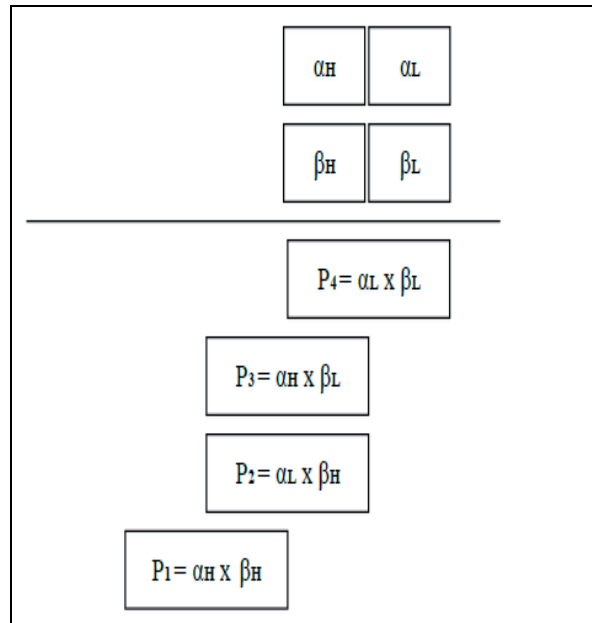 αH αL
βH βL
P4= αL x βL
P3= αH x βL
P2= αL x βH
P1= αH x βH